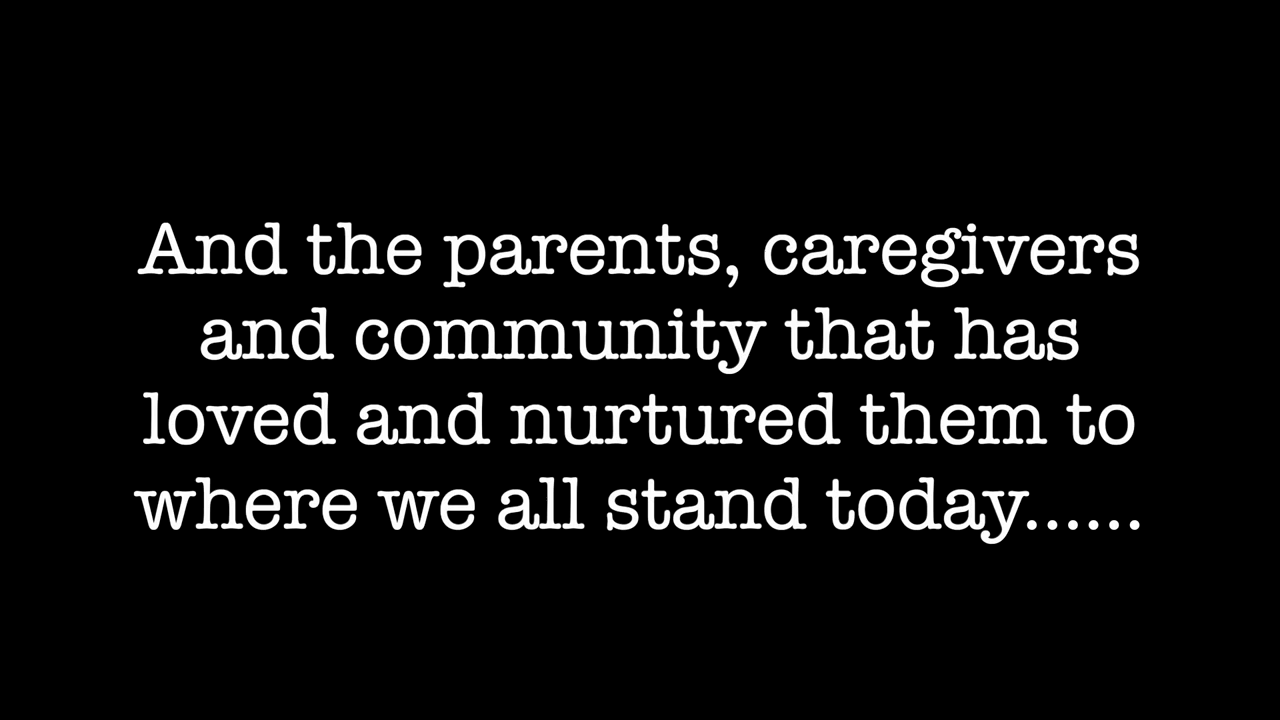 And the parents, caregivers
and community that has
loved and nurtured them to
where we all stand today......